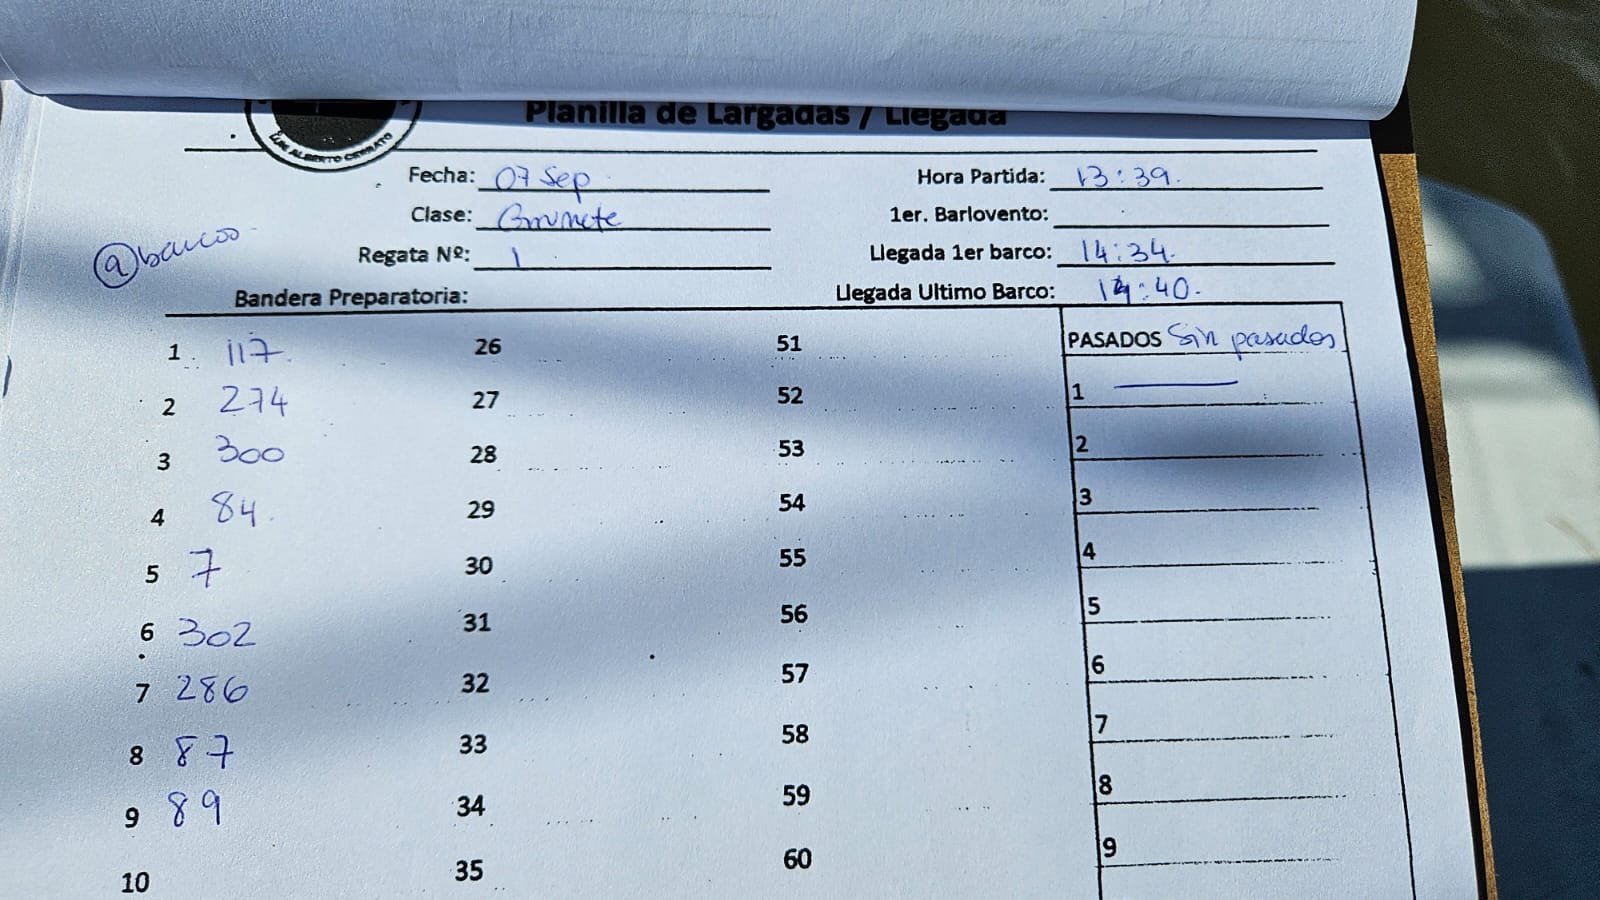 Planilla de Largadas / Llegada
LUIS ALBERTO CERRATO
Fecha: 07 Sep
Hora Partida: 13:39.
Clase: Grumete
1er. Barlovento:
9 barcos
Regata Nº: 1
Llegada 1er barco: 14:34.
Bandera Preparatoria:
Llegada Ultimo Barco: 14:40.
PASADOS Sin pasados
1 117. 26 51
1
2 274 27 52
2
3 300 28 53
3
4 84. 29 54
4
5 7 30 55
5
6 302 31 56
6
7 286 32 57
7
8 87 33 58
8
9 89 34 59
9
10 35 60